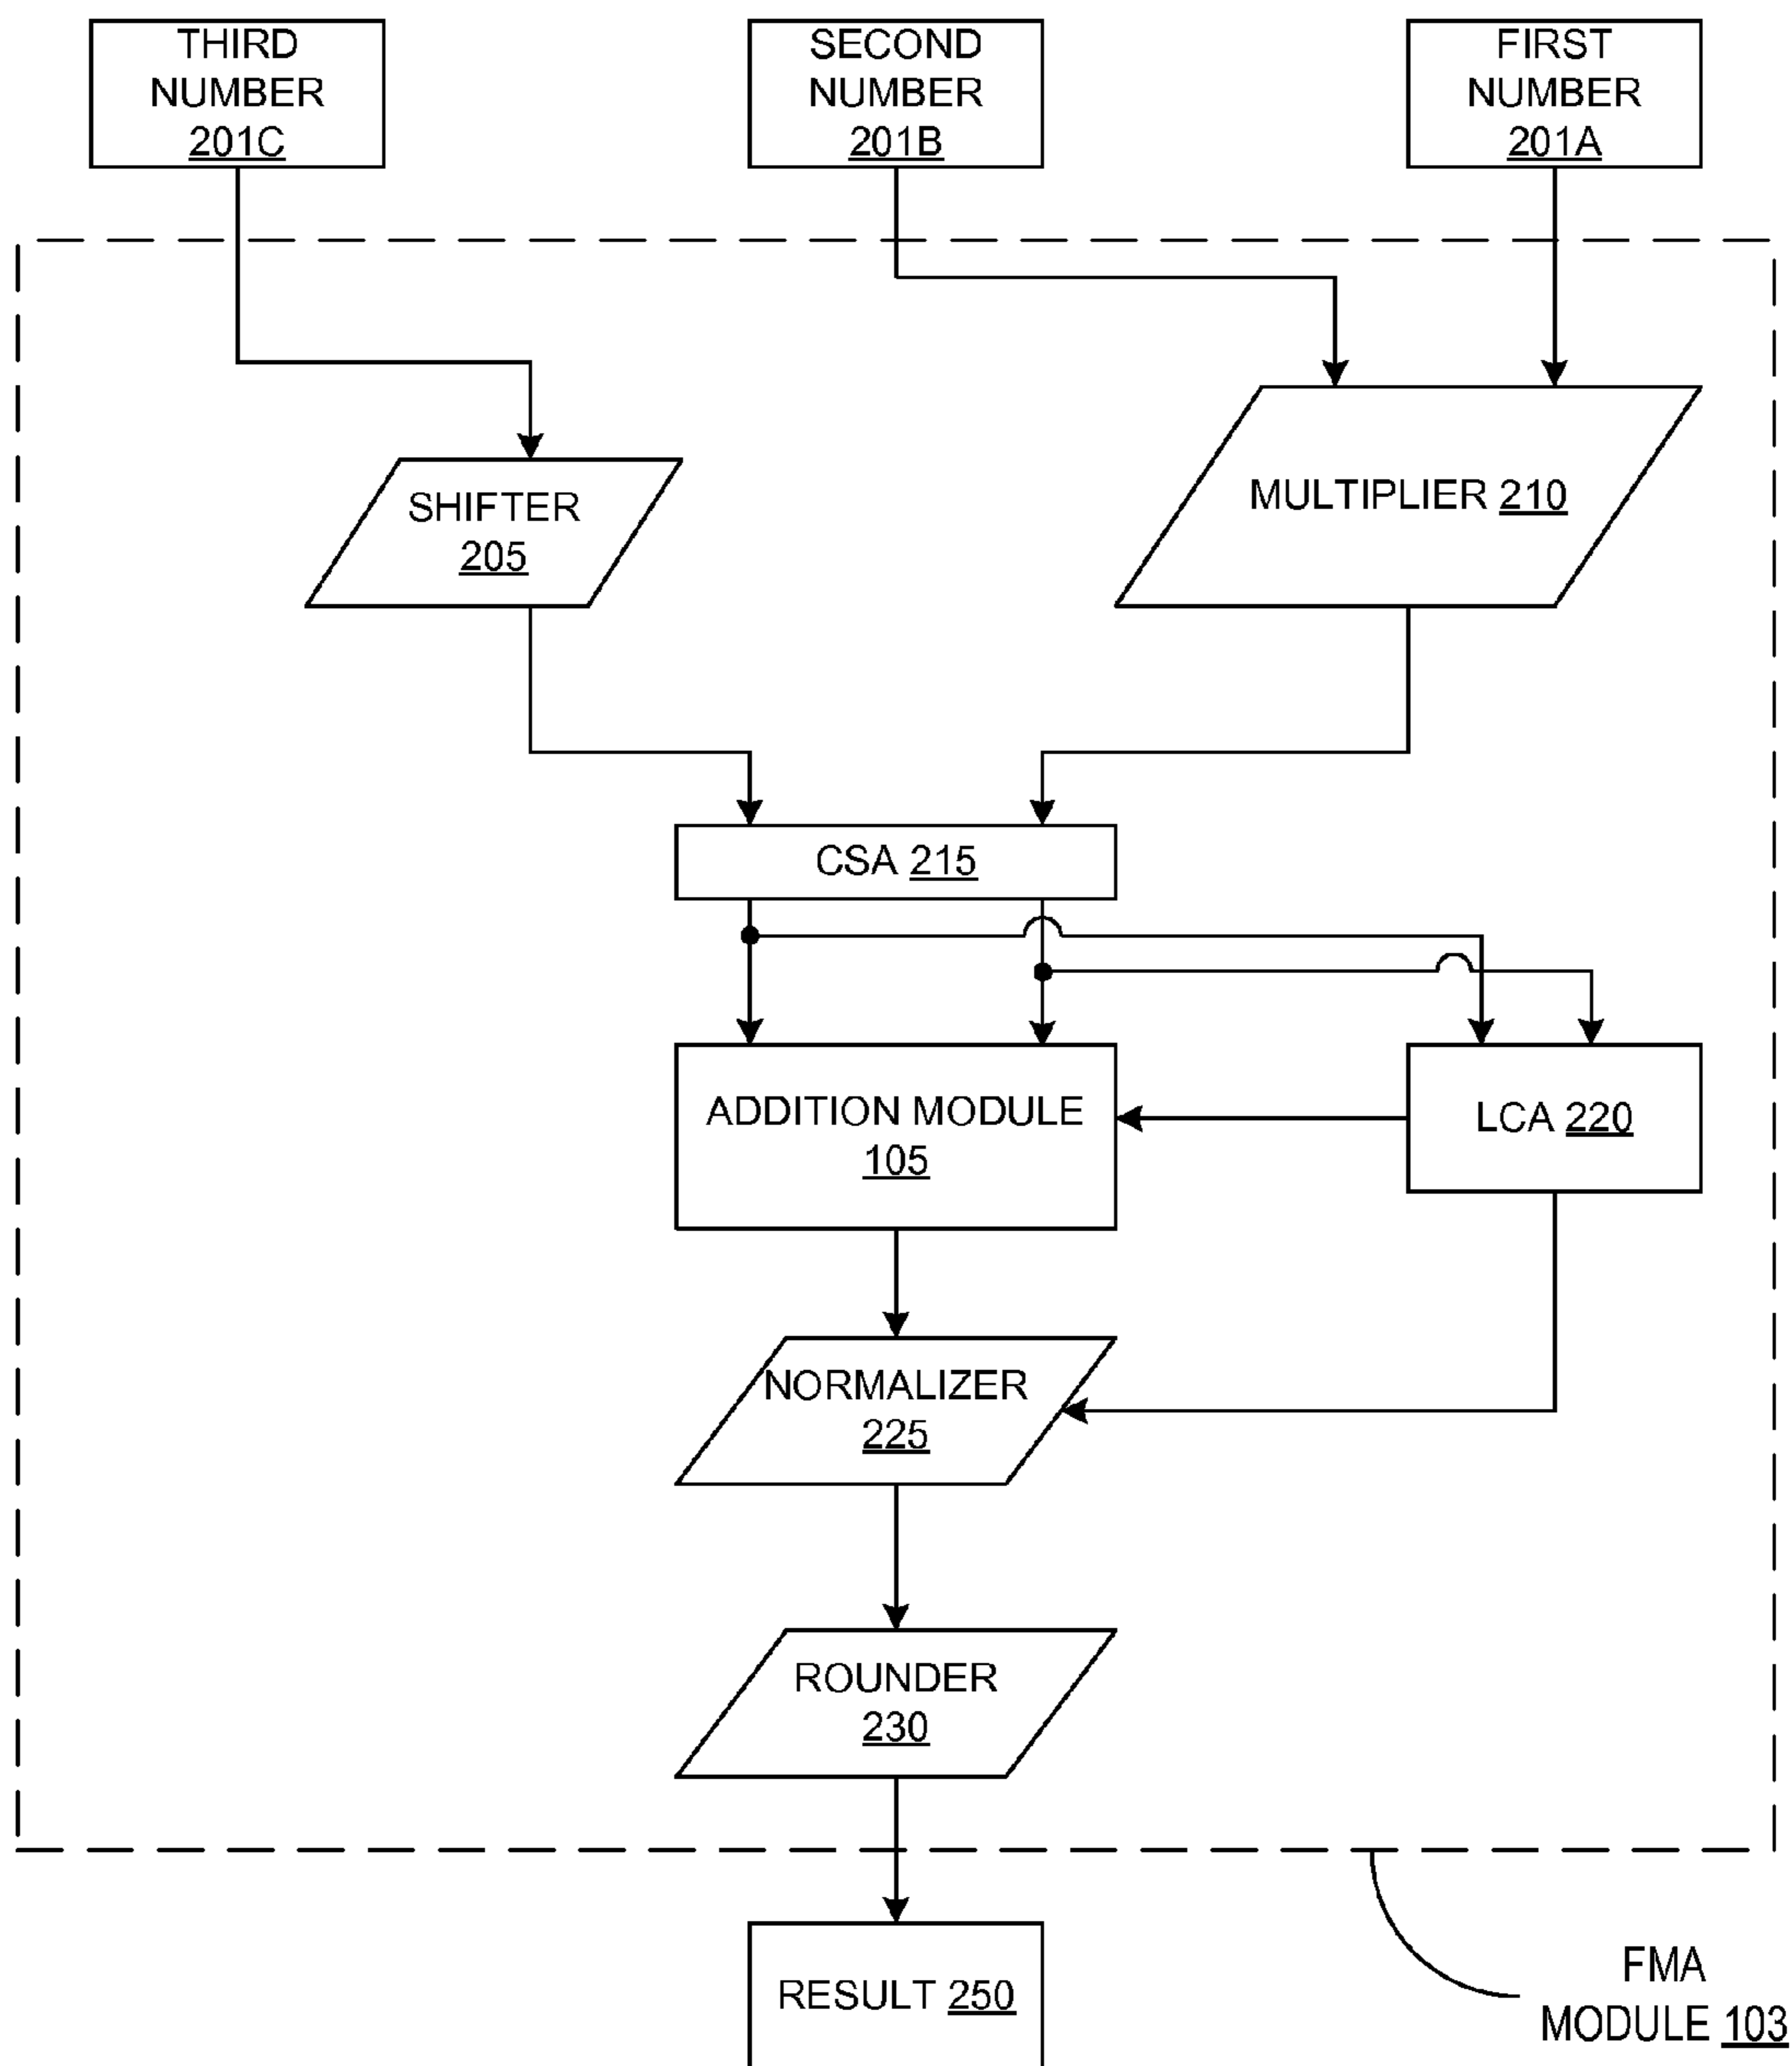 THIRD
NUMBER
201C
SECOND
NUMBER
201B
FIRST
NUMBER
201A
SHIFTER
205
MULTIPLIER 210
CSA 215
ADDITION MODULE
105
LCA 220
NORMALIZER
225
ROUNDER
230
RESULT 250
FMA
MODULE 103